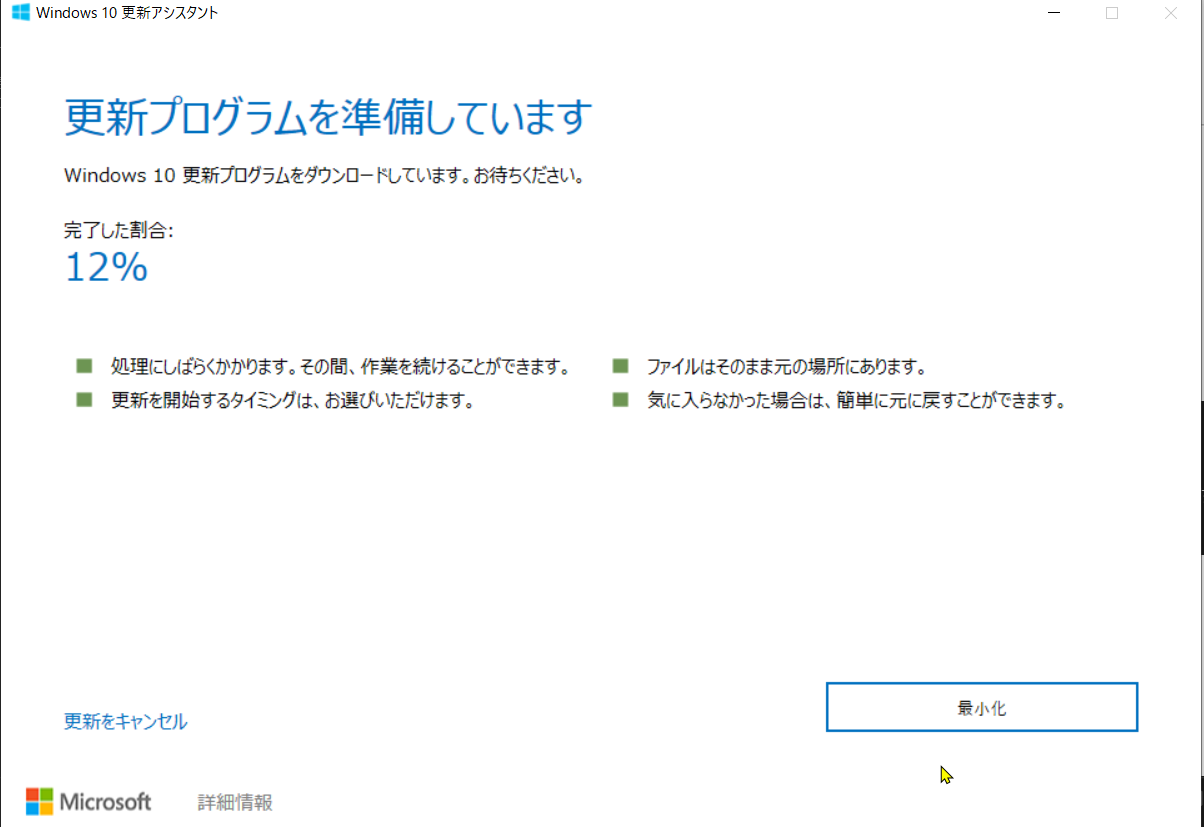 Windows 10 更新アシスタント
更新プログラムを準備しています
Windows 10 更新プログラムをダウンロードしています。お待ちください。
完了した割合:
12%
処理にしばらくかかります。その間、作業を続けることができます。
更新を開始するタイミングは、お選びいただけます。
ファイルはそのまま元の場所にあります。
気に入らなかった場合は、簡単に元に戻すことができます。
更新をキャンセル
最小化
Microsoft
詳細情報